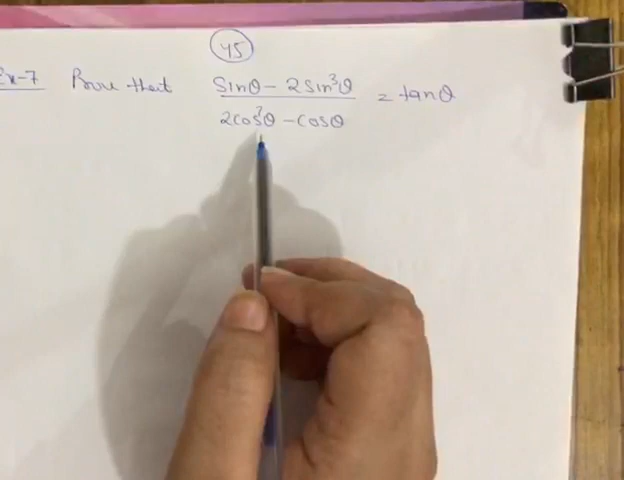 45
Ex-7 Prove that (Sinθ - 2Sin³θ)/(2Cos³θ - Cosθ) = tanθ